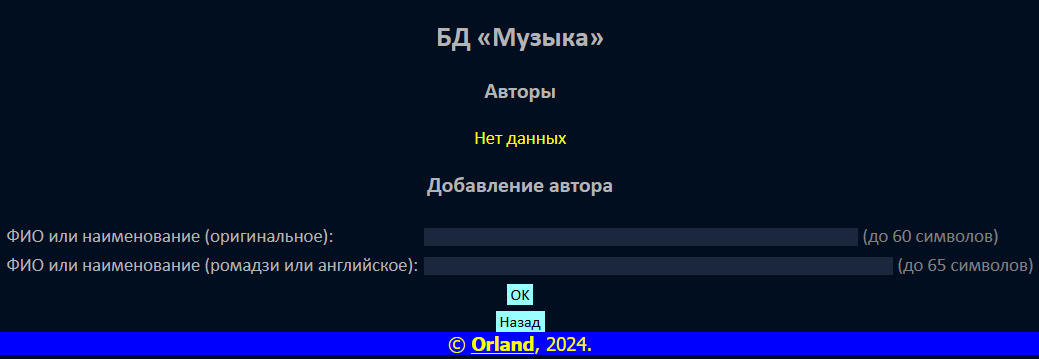 БД «Музыка»
Авторы
Нет данных
Добавление автора
ФИО или наименование (оригинальное): (до 60 символов)
ФИО или наименование (ромадзи или английское): (до 65 символов)
OK
Назад
© Orland, 2024.